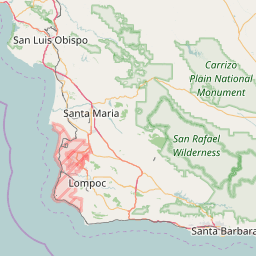 San Luis Obispo
Carrizo
Plain National
Monument
Santa Maria
San Rafael
Wilderness
Lompoc
Santa Barbara